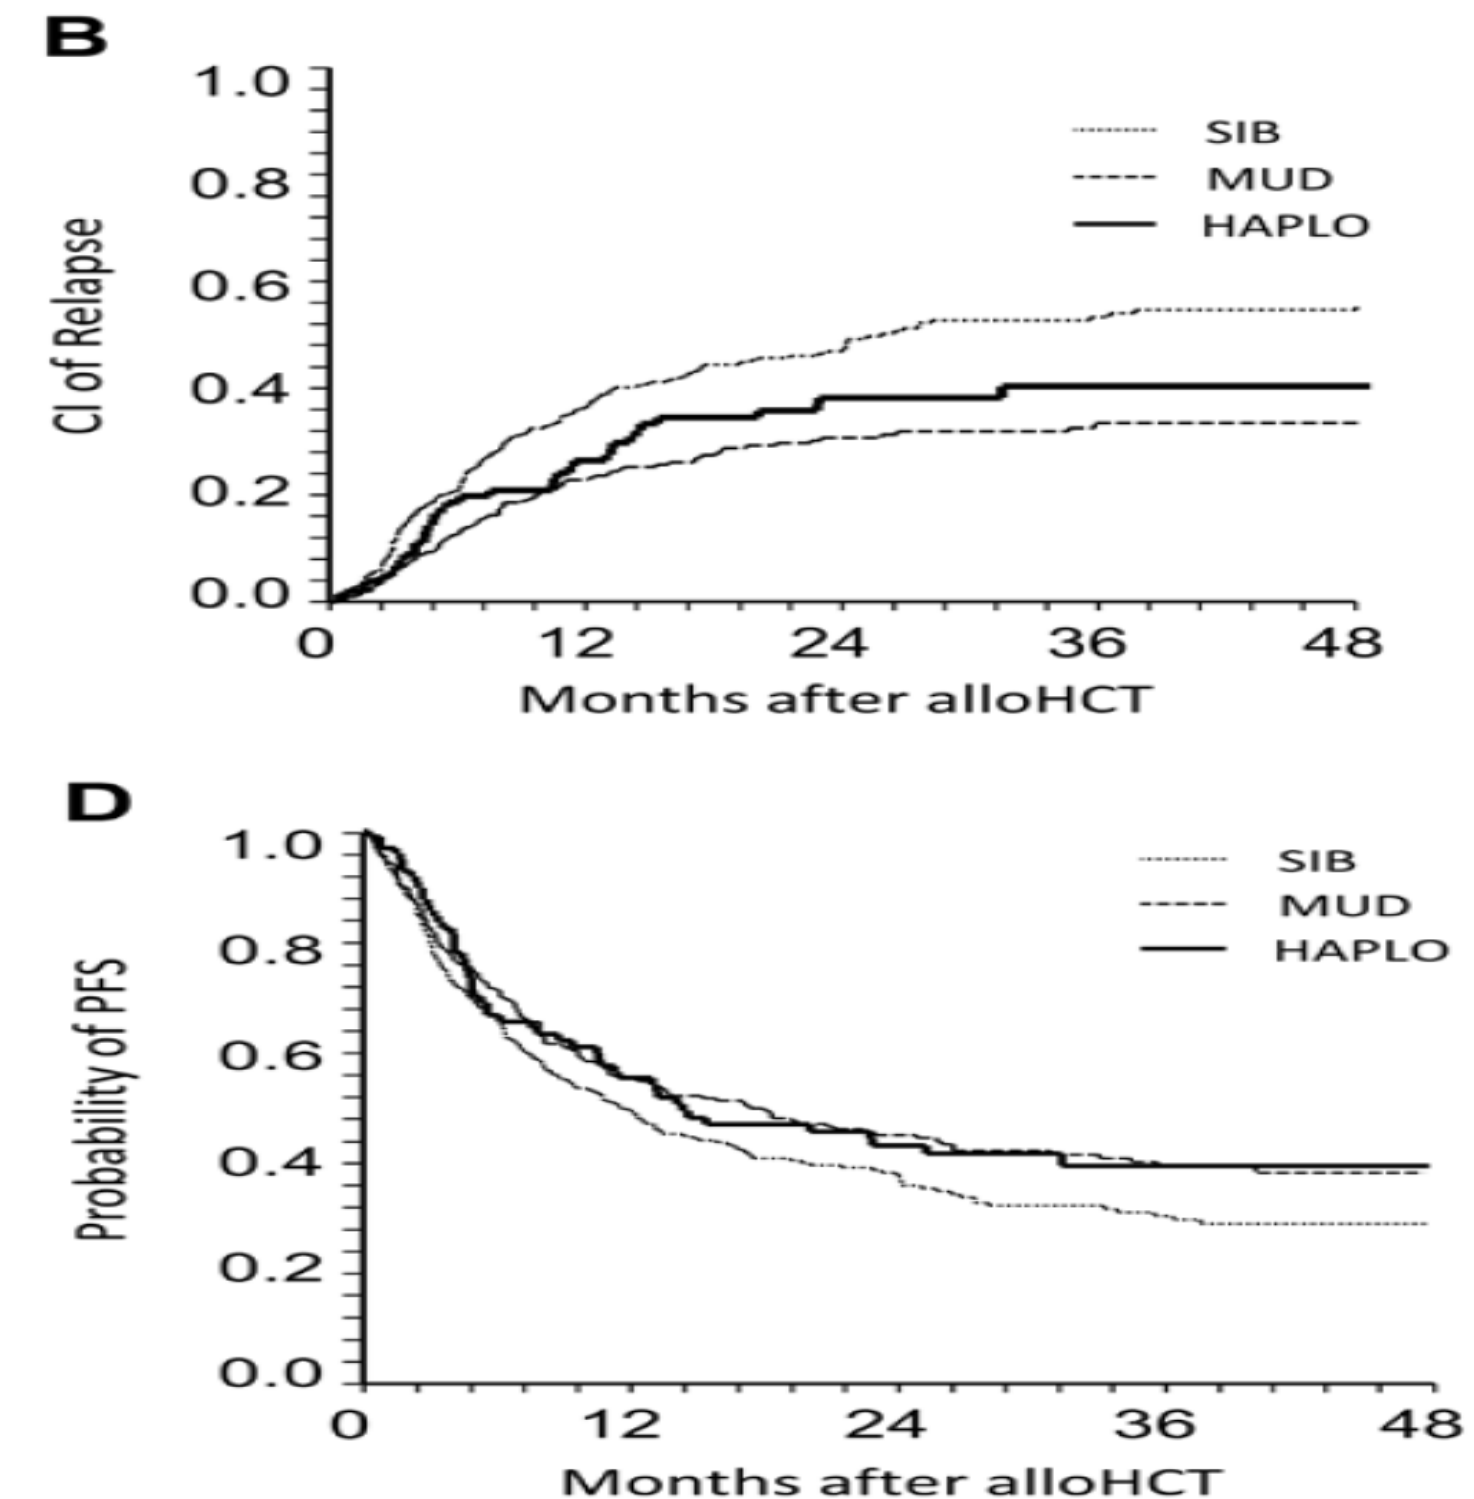 B
1.0
0.8
0.6
0.4
0.2
0.0
CI of Relapse
SIB
MUD
HAPLO
0 12 24 36 48
Months after alloHCT
D
1.0
0.8
0.6
0.4
0.2
0.0
Probability of PFS
SIB
MUD
HAPLO
0 12 24 36 48
Months after alloHCT